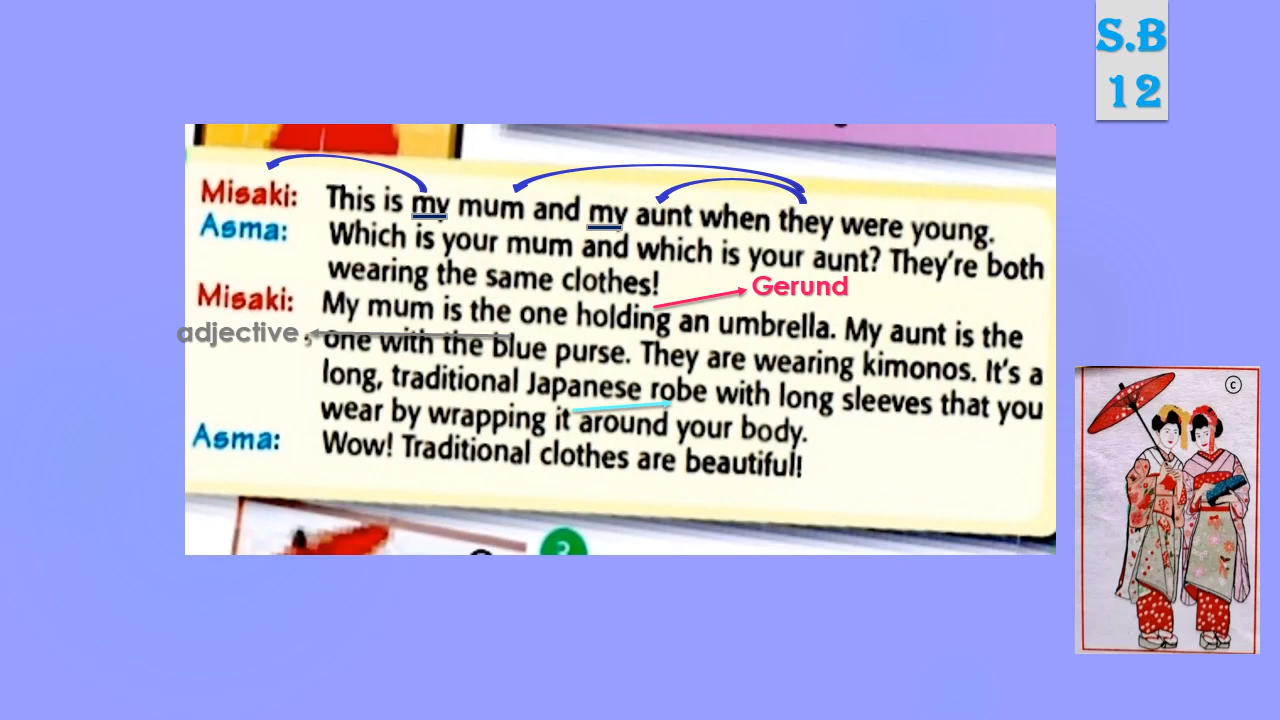 S.B
12
Misaki: This is my mum and my aunt when they were young.
Asma: Which is your mum and which is your aunt? They're both
wearing the same clothes!
Gerund
Misaki: My mum is the one holding an umbrella. My aunt is the
adjective
one with the blue purse. They are wearing kimonos. It's a
long, traditional Japanese robe with long sleeves that you
wear by wrapping it around your body.
Asma: Wow! Traditional clothes are beautiful!
C